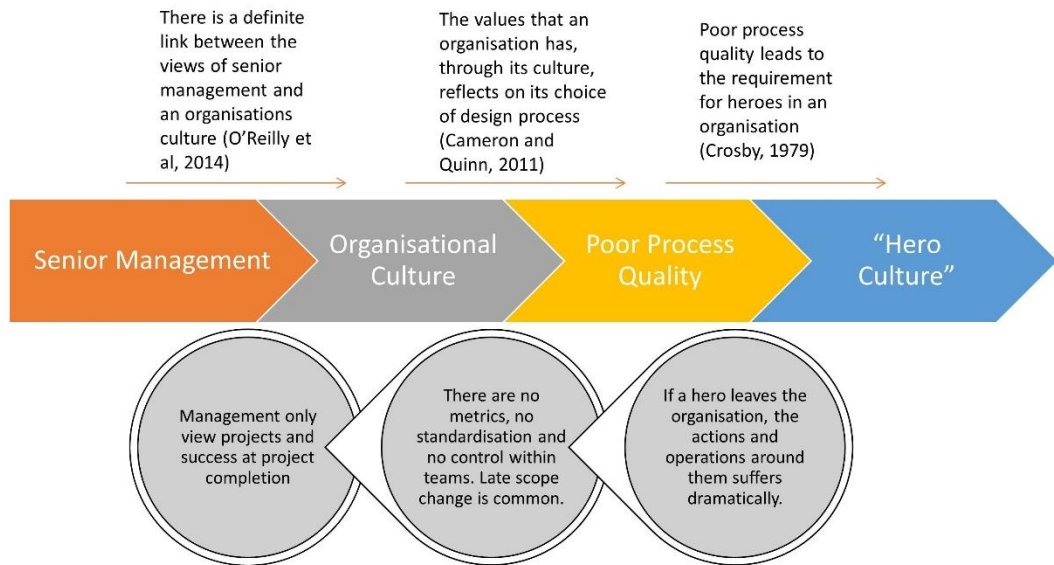 There is a definite
link between the
views of senior
management and
an organisations
culture (O’Reilly et
al, 2014)
The values that an
organisation has,
through its culture,
reflects on its choice
of design process
(Cameron and
Quinn, 2011)
Poor process
quality leads to
the requirement
for heroes in an
organisation
(Crosby, 1979)
Senior Management
Organisational
Culture
Poor Process
Quality
“Hero
Culture”
Management only
view projects and
success at project
completion
There are no
metrics, no
standardisation and
no control within
teams. Late scope
change is common.
If a hero leaves the
organisation, the
actions and
operations around
them suffers
dramatically.